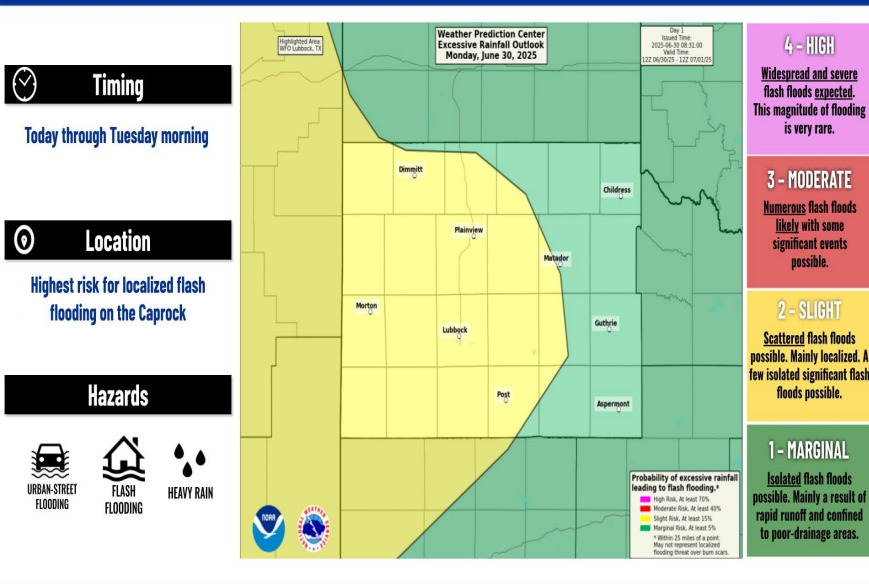 Timing
Today through Tuesday morning
Location
Highest risk for localized flash
flooding on the Caprock
Hazards
URBAN-STREET
FLOODING
FLASH
FLOODING
HEAVY RAIN
Highlighted Area:
WFO Lubbock, TX
Weather Prediction Center
Excessive Rainfall Outlook
Monday, June 30, 2025
Day 1
Issued Time:
2025-06-30 08:31:00
Valid Time:
12Z 06/30/25 - 12Z 07/01/25
Dimmitt
Childress
Plainview
Matador
Morton
Lubbock
Guthrie
Post
Aspermont
NOAA
Probability of excessive rainfall
leading to flash flooding.*
High Risk, At least 70%
Moderate Risk, At least 40%
Slight Risk, At least 15%
Marginal Risk, At least 5%
* Within 25 miles of a point.
May not represent localized
flooding threat over burn scars.
4 - HIGH
Widespread and severe
flash floods expected.
This magnitude of flooding
is very rare.
3 - MODERATE
Numerous flash floods
likely with some
significant events
possible.
2 - SLIGHT
Scattered flash floods
possible. Mainly localized. A
few isolated significant flash
floods possible.
1 - MARGINAL
Isolated flash floods
possible. Mainly a result of
rapid runoff and confined
to poor-drainage areas.